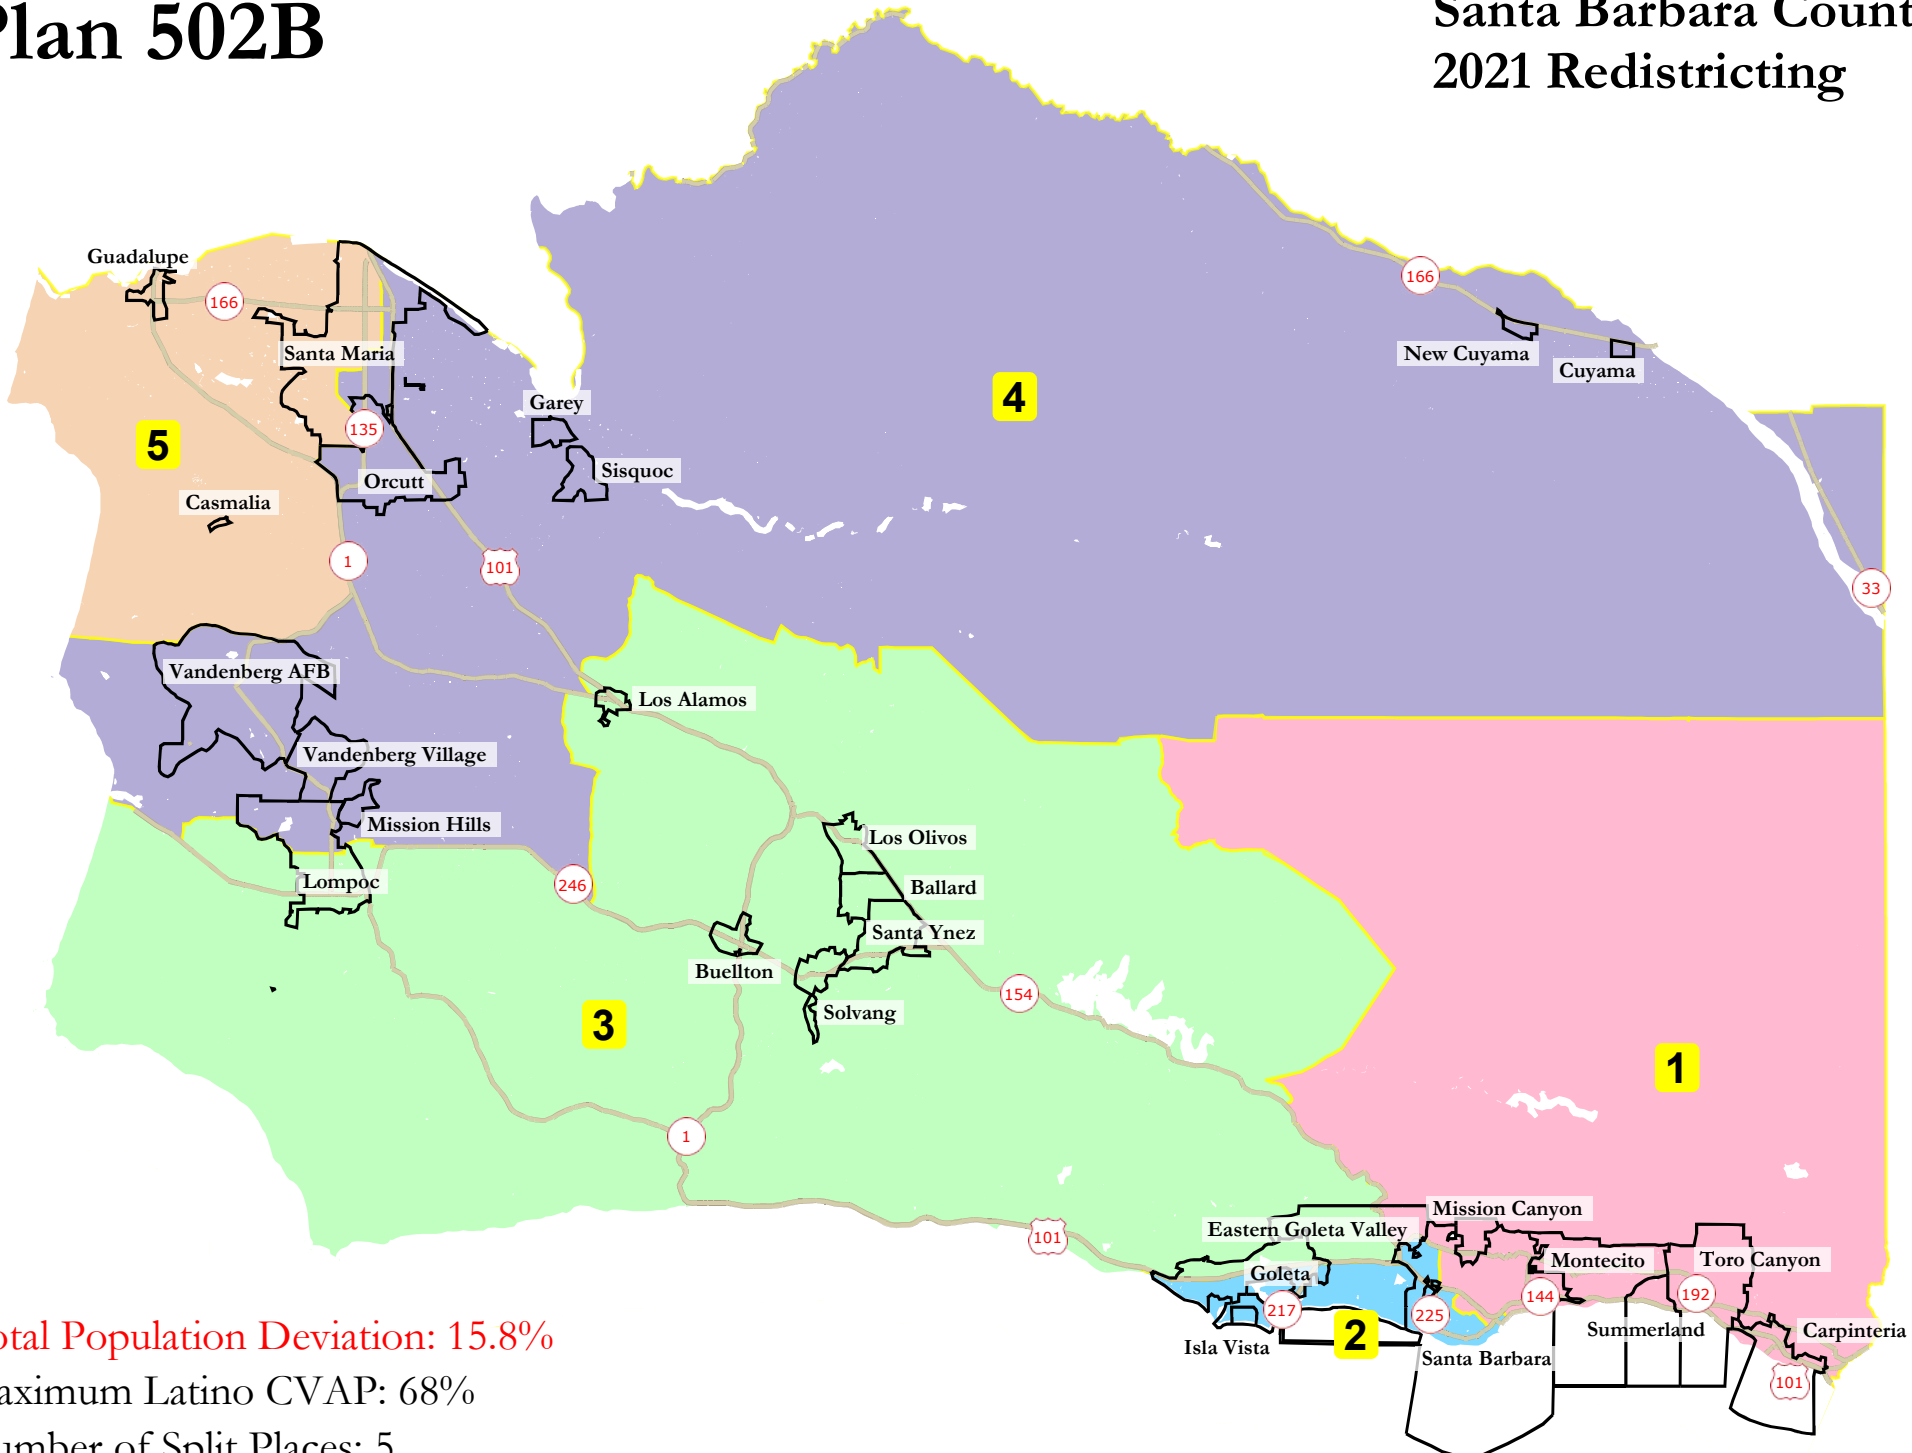 Plan 502B
Santa Barbara Count
2021 Redistricting
Guadalupe
166
Santa Maria
135
5
Orcutt
Casmalia
1
101
Garey
Sisquoc
4
166
New Cuyama
Cuyama
33
Vandenberg AFB
Vandenberg Village
Mission Hills
Lompoc
Los Alamos
246
Los Olivos
Ballard
Santa Ynez
Buellton
Solvang
154
3
1
1
101
Mission Canyon
Eastern Goleta Valley
Goleta
Montecito
Toro Canyon
217
225
144
192
2
Isla Vista
Santa Barbara
Summerland
Carpinteria
101
otal Population Deviation: 15.8%
aximum Latino CVAP: 68%
umber of Split Places: 5